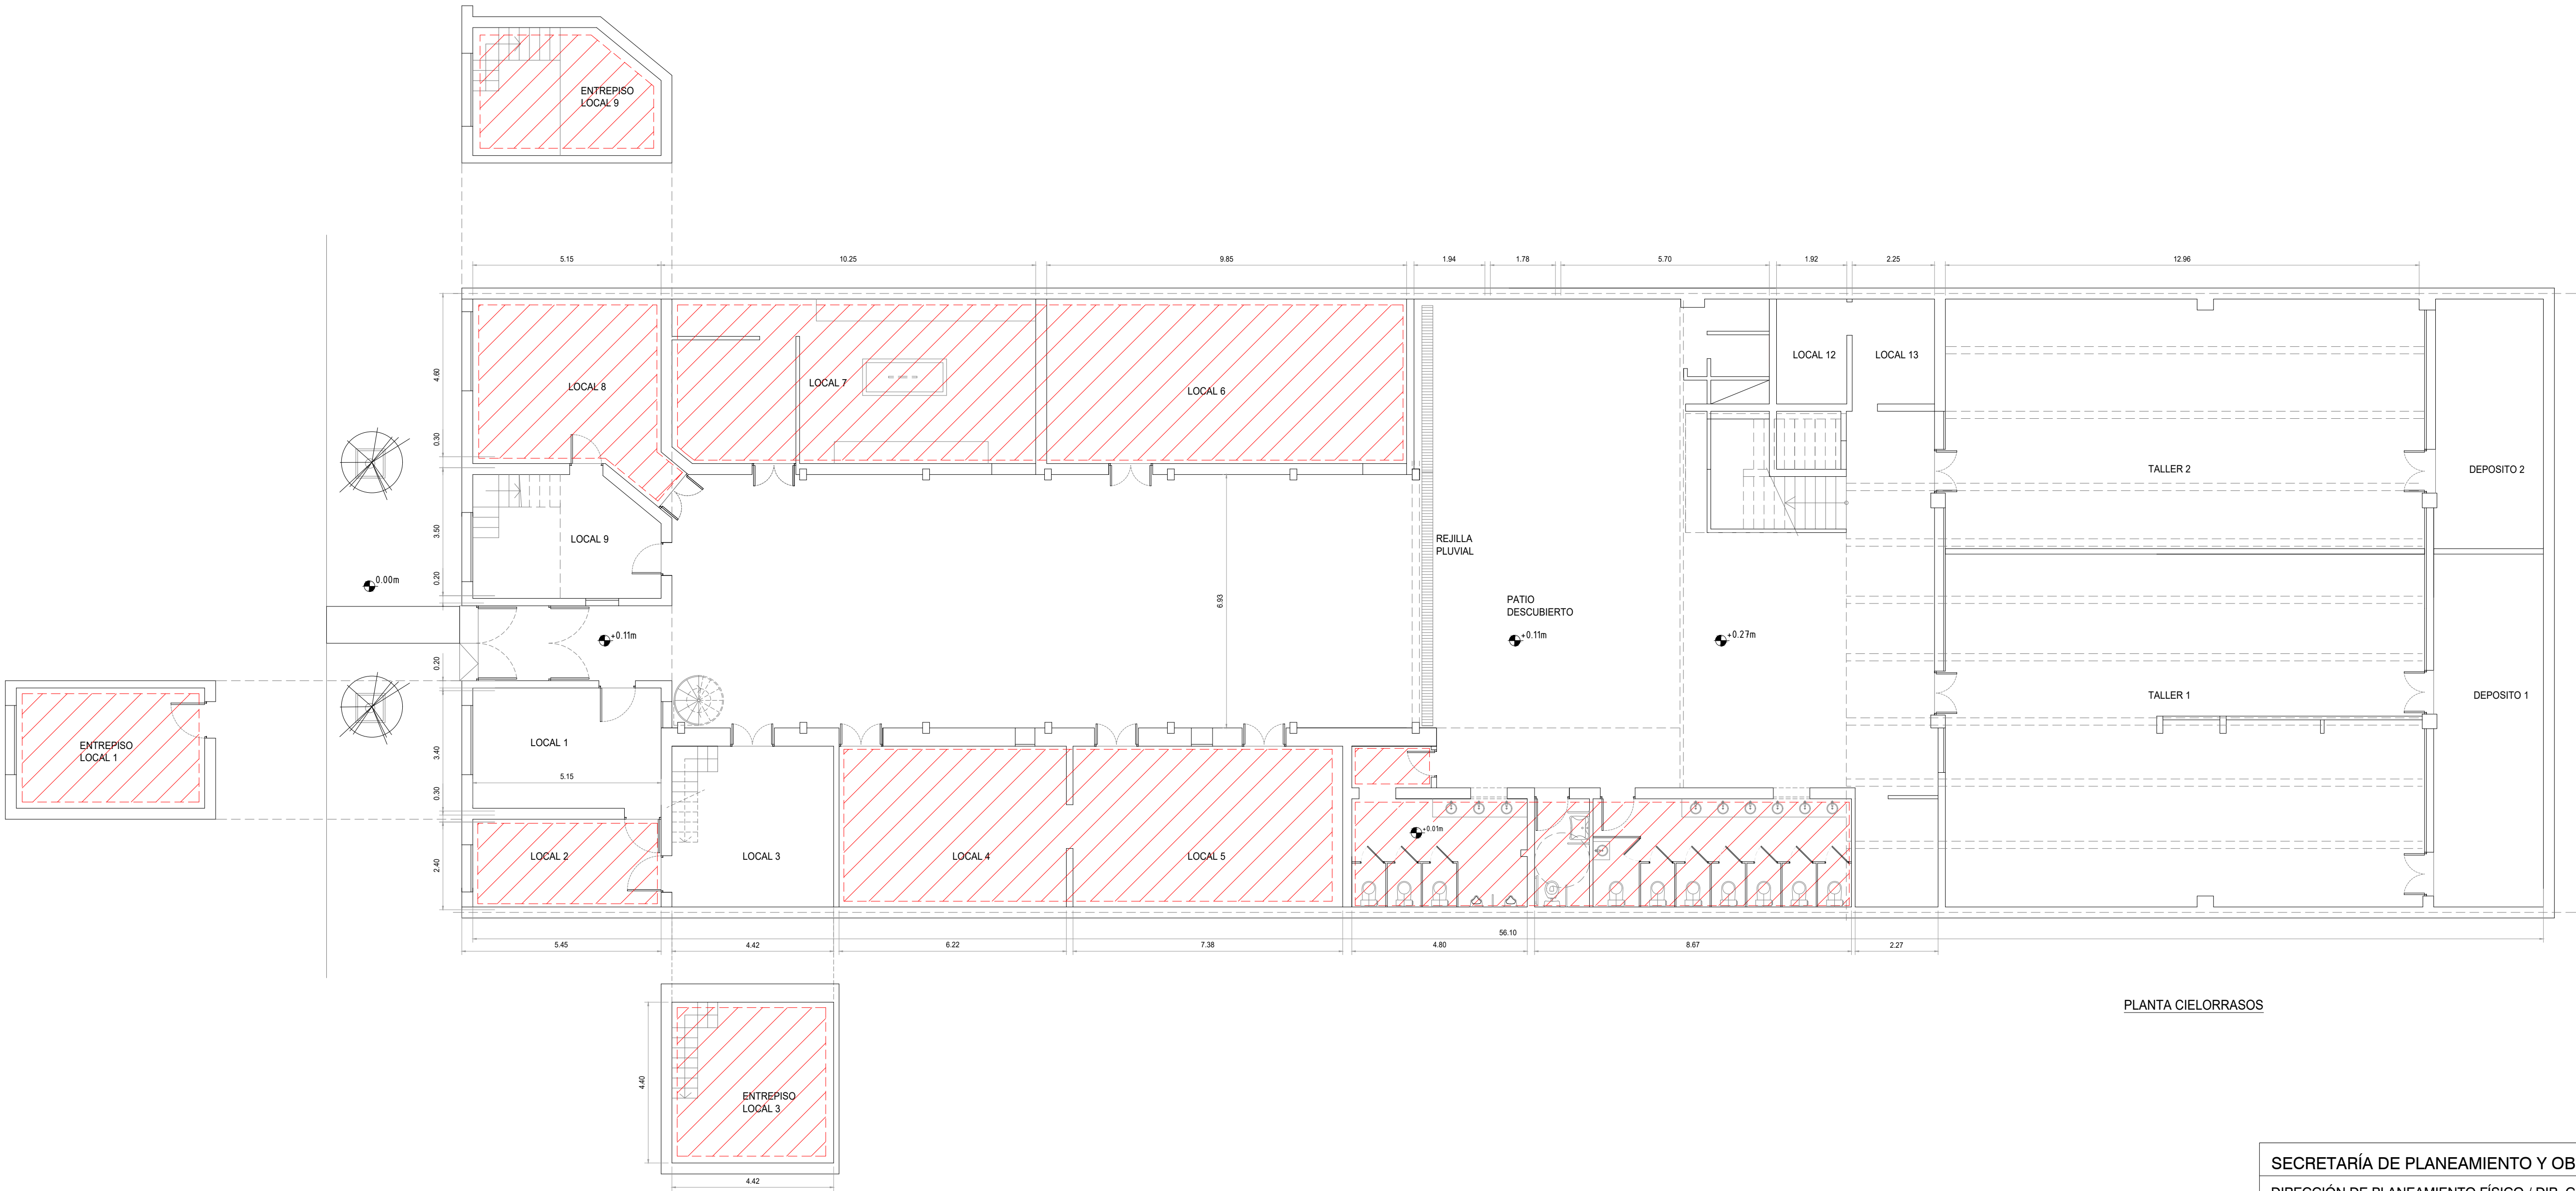 ENTREPISO
LOCAL 9
5.15
10.25
9.85
1.94
1.78
5.70
1.92
2.25
12.96
4.60
0.30
3.50
0.20
0.20
3.40
0.30
2.40
LOCAL 8
LOCAL 7
LOCAL 6
LOCAL 12
LOCAL 13
TALLER 2
DEPOSITO 2
LOCAL 9
REJILLA
PLUVIAL
0.00m
6.93
PATIO
DESCUBIERTO
+0.11m
+0.11m
+0.27m
TALLER 1
DEPOSITO 1
ENTREPISO
LOCAL 1
LOCAL 1
5.15
+0.01m
LOCAL 2
LOCAL 3
LOCAL 4
LOCAL 5
56.10
5.45
4.42
6.22
7.38
4.80
8.67
2.27
PLANTA CIELORRASOS
4.40
ENTREPISO
LOCAL 3
4.42
SECRETARÍA DE PLANEAMIENTO Y OB